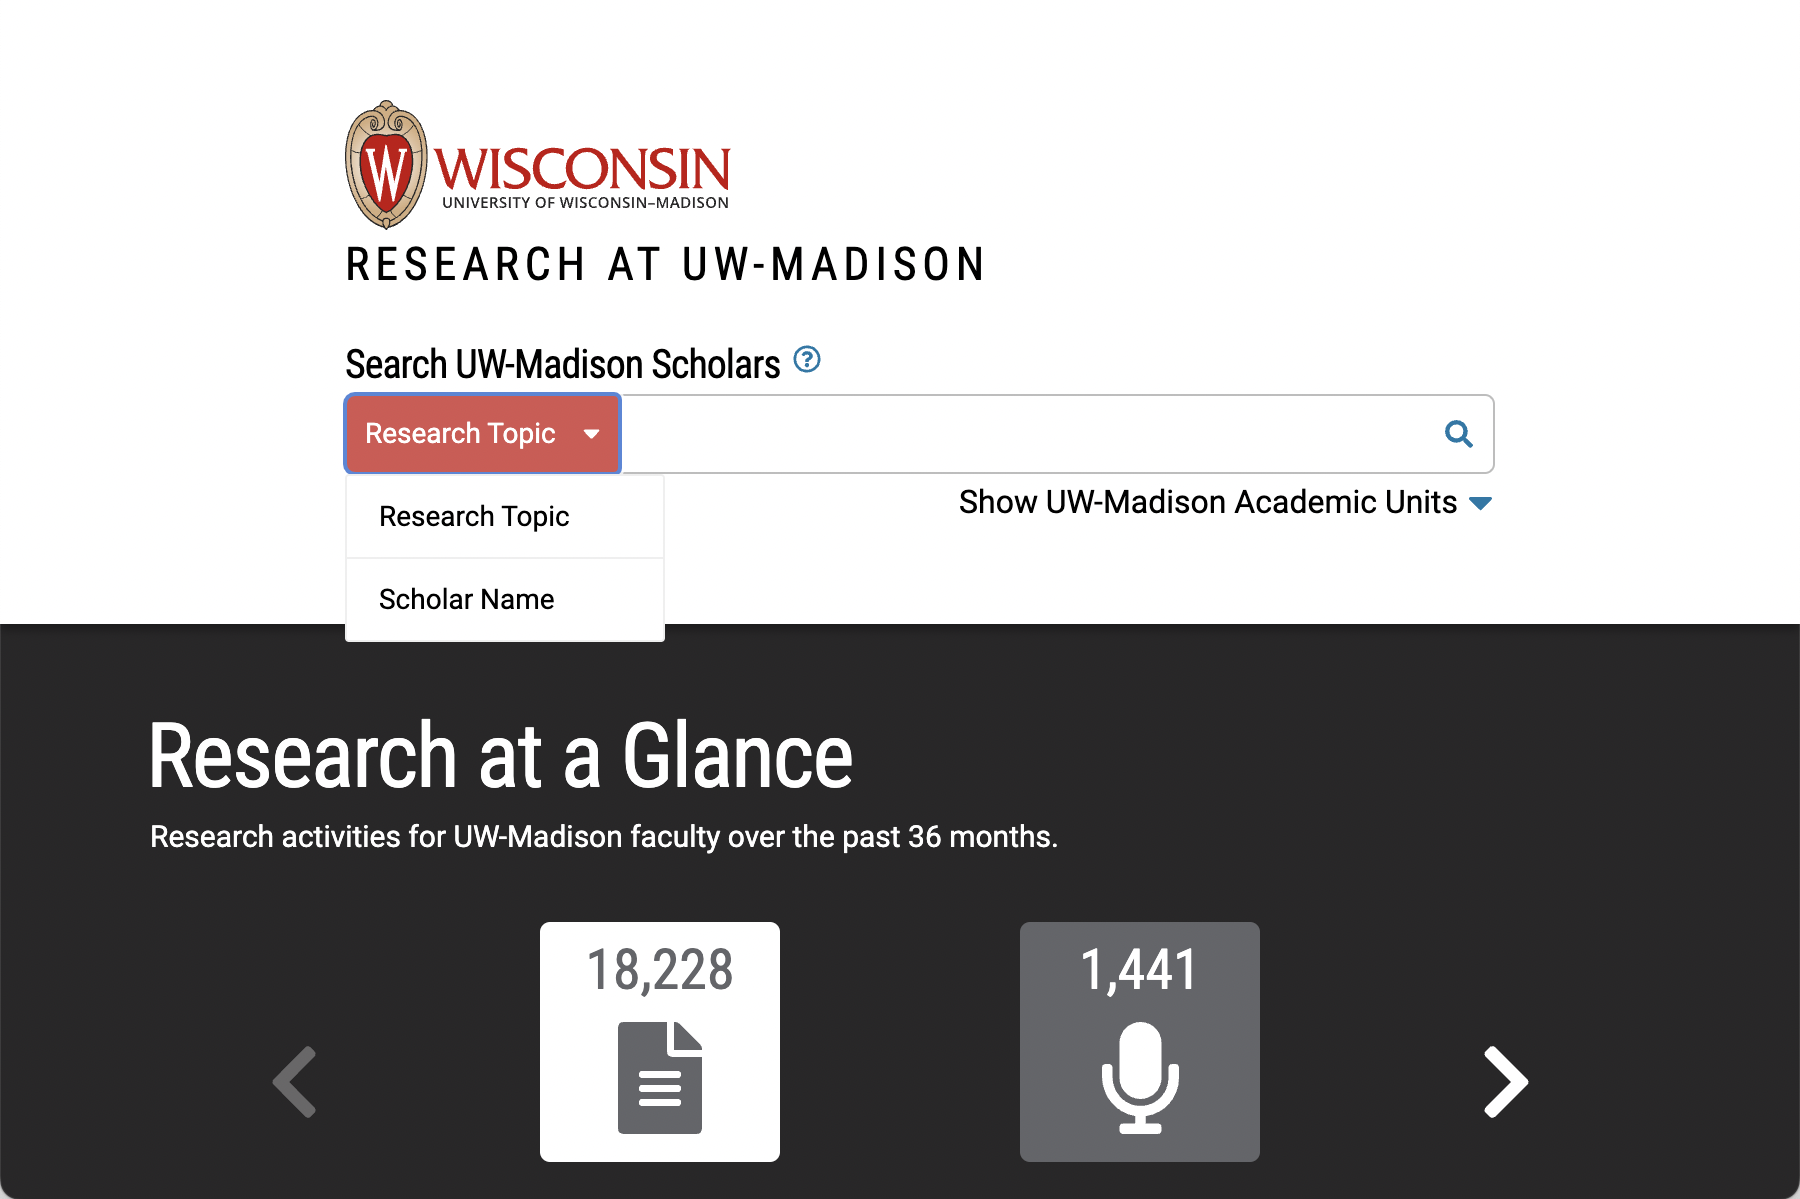 W
WISCONSIN
UNIVERSITY OF WISCONSIN–MADISON
RESEARCH AT UW-MADISON
Search UW-Madison Scholars ?
Research Topic
Show UW-Madison Academic Units
Research Topic
Scholar Name
Research at a Glance
Research activities for UW-Madison faculty over the past 36 months.
18,228
1,441